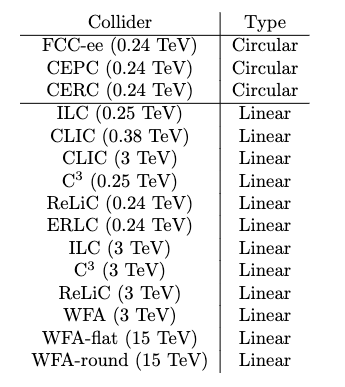 Collider Type
FCC-ee (0.24 TeV) Circular
CEPC (0.24 TeV) Circular
CERC (0.24 TeV) Circular
ILC (0.25 TeV) Linear
CLIC (0.38 TeV) Linear
CLIC (3 TeV) Linear
C³ (0.25 TeV) Linear
ReLiC (0.24 TeV) Linear
ERLC (0.24 TeV) Linear
ILC (3 TeV) Linear
C³ (3 TeV) Linear
ReLiC (3 TeV) Linear
WFA (3 TeV) Linear
WFA-flat (15 TeV) Linear
WFA-round (15 TeV) Linear